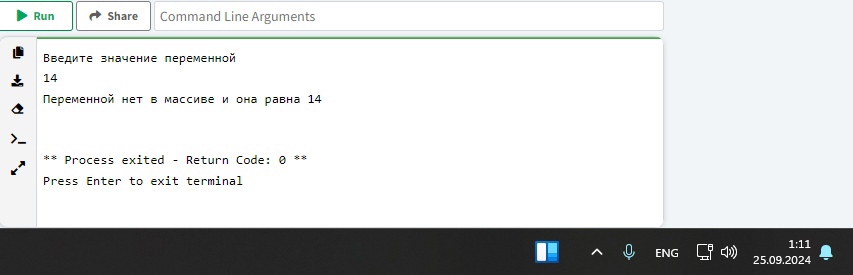 Run
Share
Command Line Arguments
Введите значение переменной
14
Переменной нет в массиве и она равна 14
** Process exited - Return Code: 0 **
Press Enter to exit terminal
ENG
1:11
25.09.2024